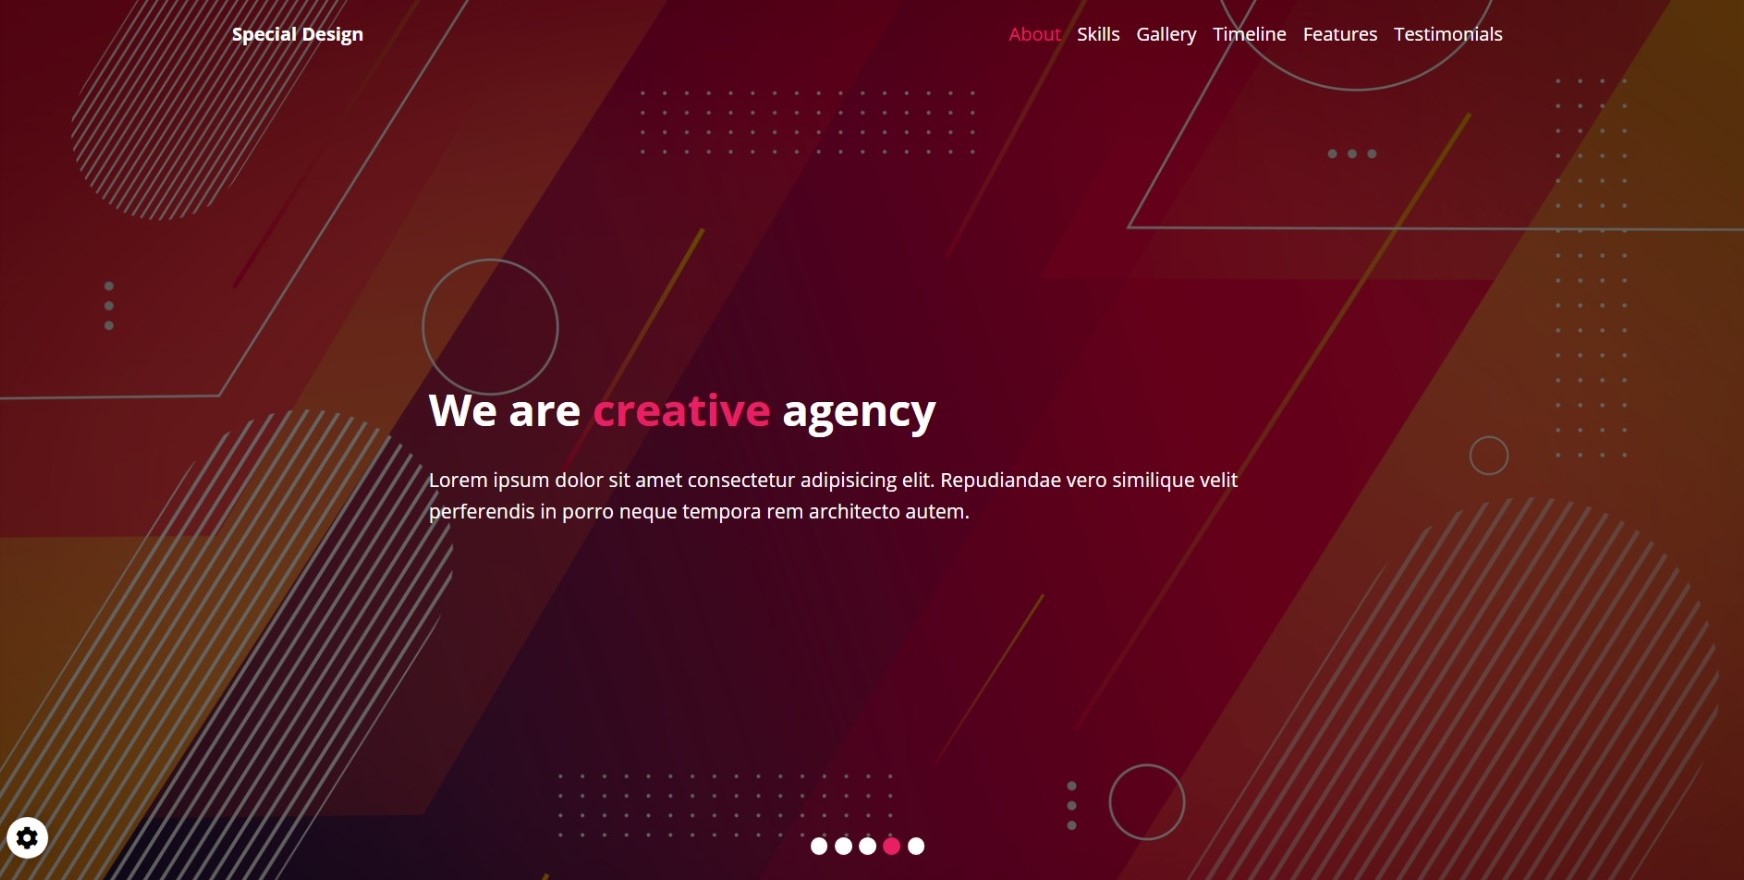 Special Design
About Skills Gallery Timeline Features Testimonials
We are creative agency
Lorem ipsum dolor sit amet consectetur adipisicing elit. Repudiandae vero similique velit
perferendis in porro neque tempora rem architecto autem.